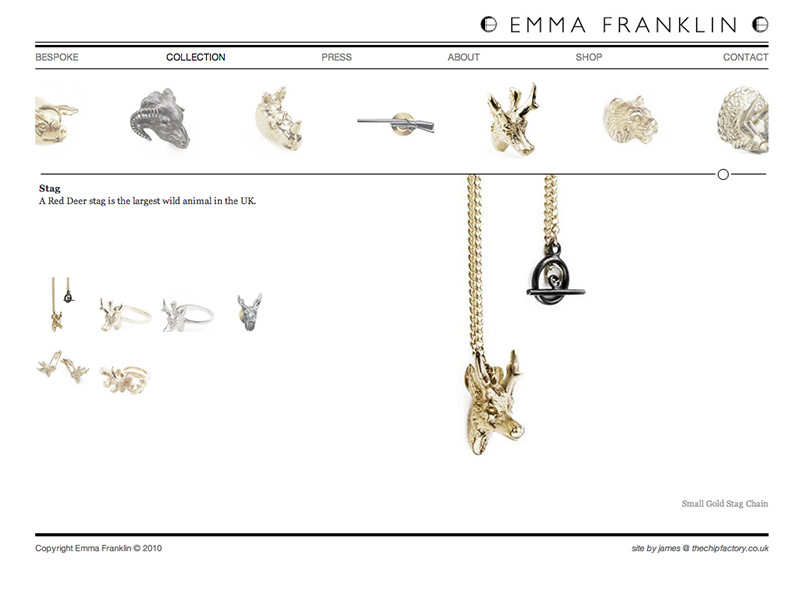 EMMA FRANKLIN
BESPOKE COLLECTION PRESS ABOUT SHOP CONTACT
Stag
A Red Deer stag is the largest wild animal in the UK.
Small Gold Stag Chain
Copyright Emma Franklin © 2010 site by james @ thechipfactory.co.uk